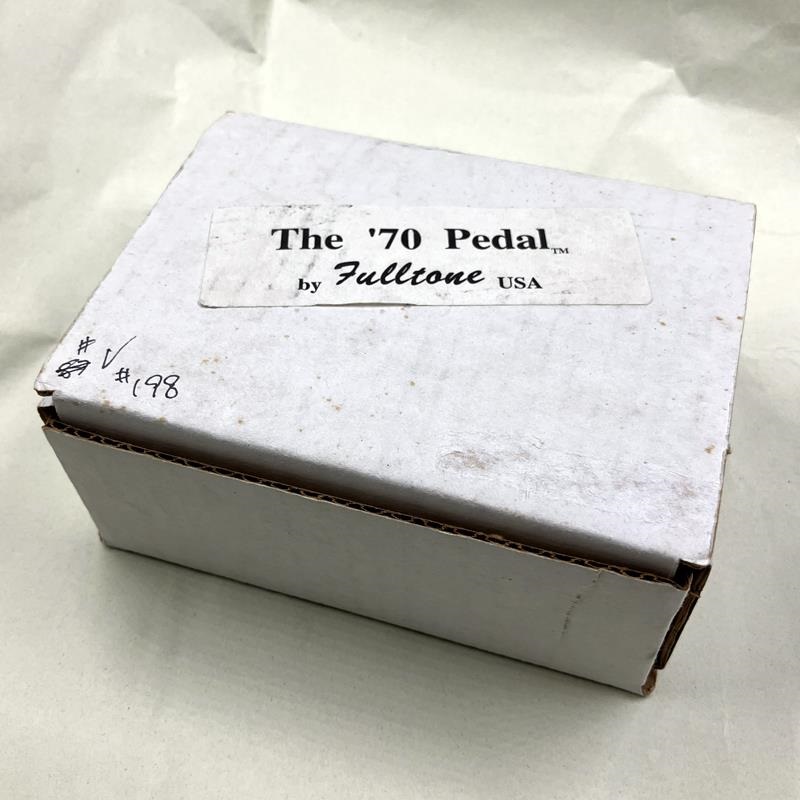 The '70 Pedal™
by Fulltone USA
# V
#198